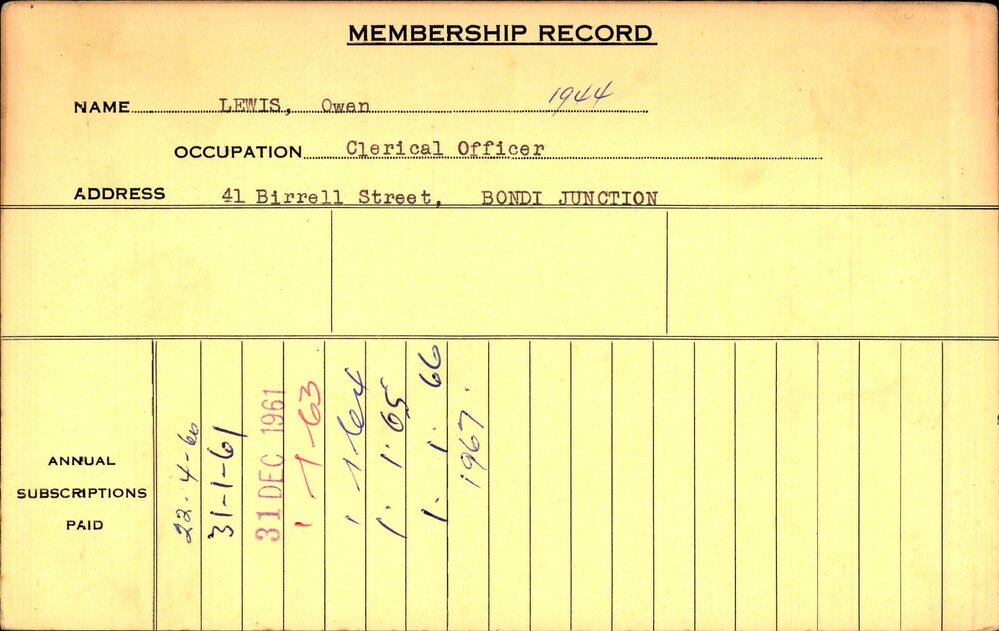 MEMBERSHIP RECORD
NAME LEWIS, Owen 1944
OCCUPATION Clerical Officer
ADDRESS 41 Birrell Street, BONDI JUNCTION
ANNUAL
SUBSCRIPTIONS
PAID
22-4-60
31-1-61
31 DEC 1961
1-1-63
1-1-64
1.1.65
1.1.66
1967.